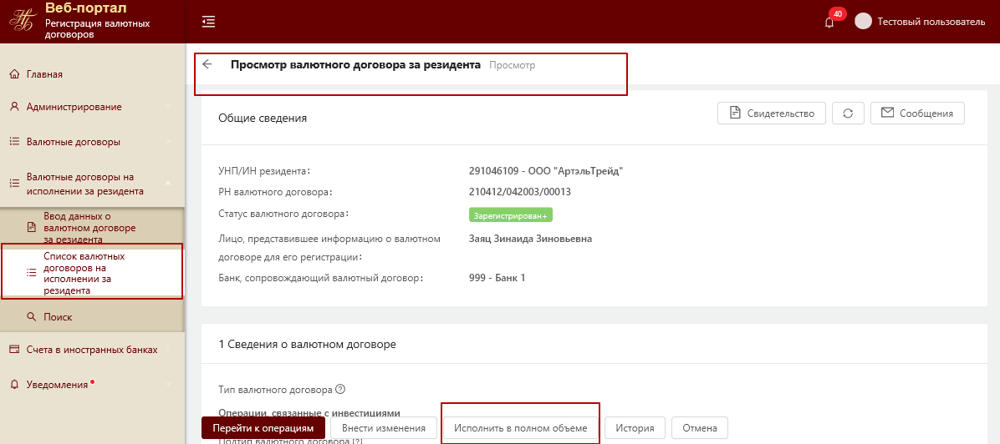 Веб-портал
Регистрация валютных
договоров
40
Тестовый пользователь
Главная
Администрирование
Валютные договоры
Валютные договоры на
исполнении за резидента
Ввод данных о
валютном договоре
за резидента
Список валютных
договоров на
исполнении за
резидента
Поиск
Счета в иностранных банках
Уведомления
Просмотр валютного договора за резидента Просмотр
Общие сведения
Свидетельство
Сообщения
УНП/ИН резидента: 291046109 - ООО "АртэльТрейд"
РН валютного договора: 210412/042003/00013
Статус валютного договора: Зарегистрирован+
Лицо, представившее информацию о валютном Заяц Зинаида Зиновьевна
договоре для его регистрации:
Банк, сопровождающий валютный договор: 999 - Банк 1
1 Сведения о валютном договоре
Тип валютного договора
Операции, связанные с инвестициями
Перейти к операциям Внести изменения Исполнить в полном объеме История Отмена
Подтип валютного договора [?]